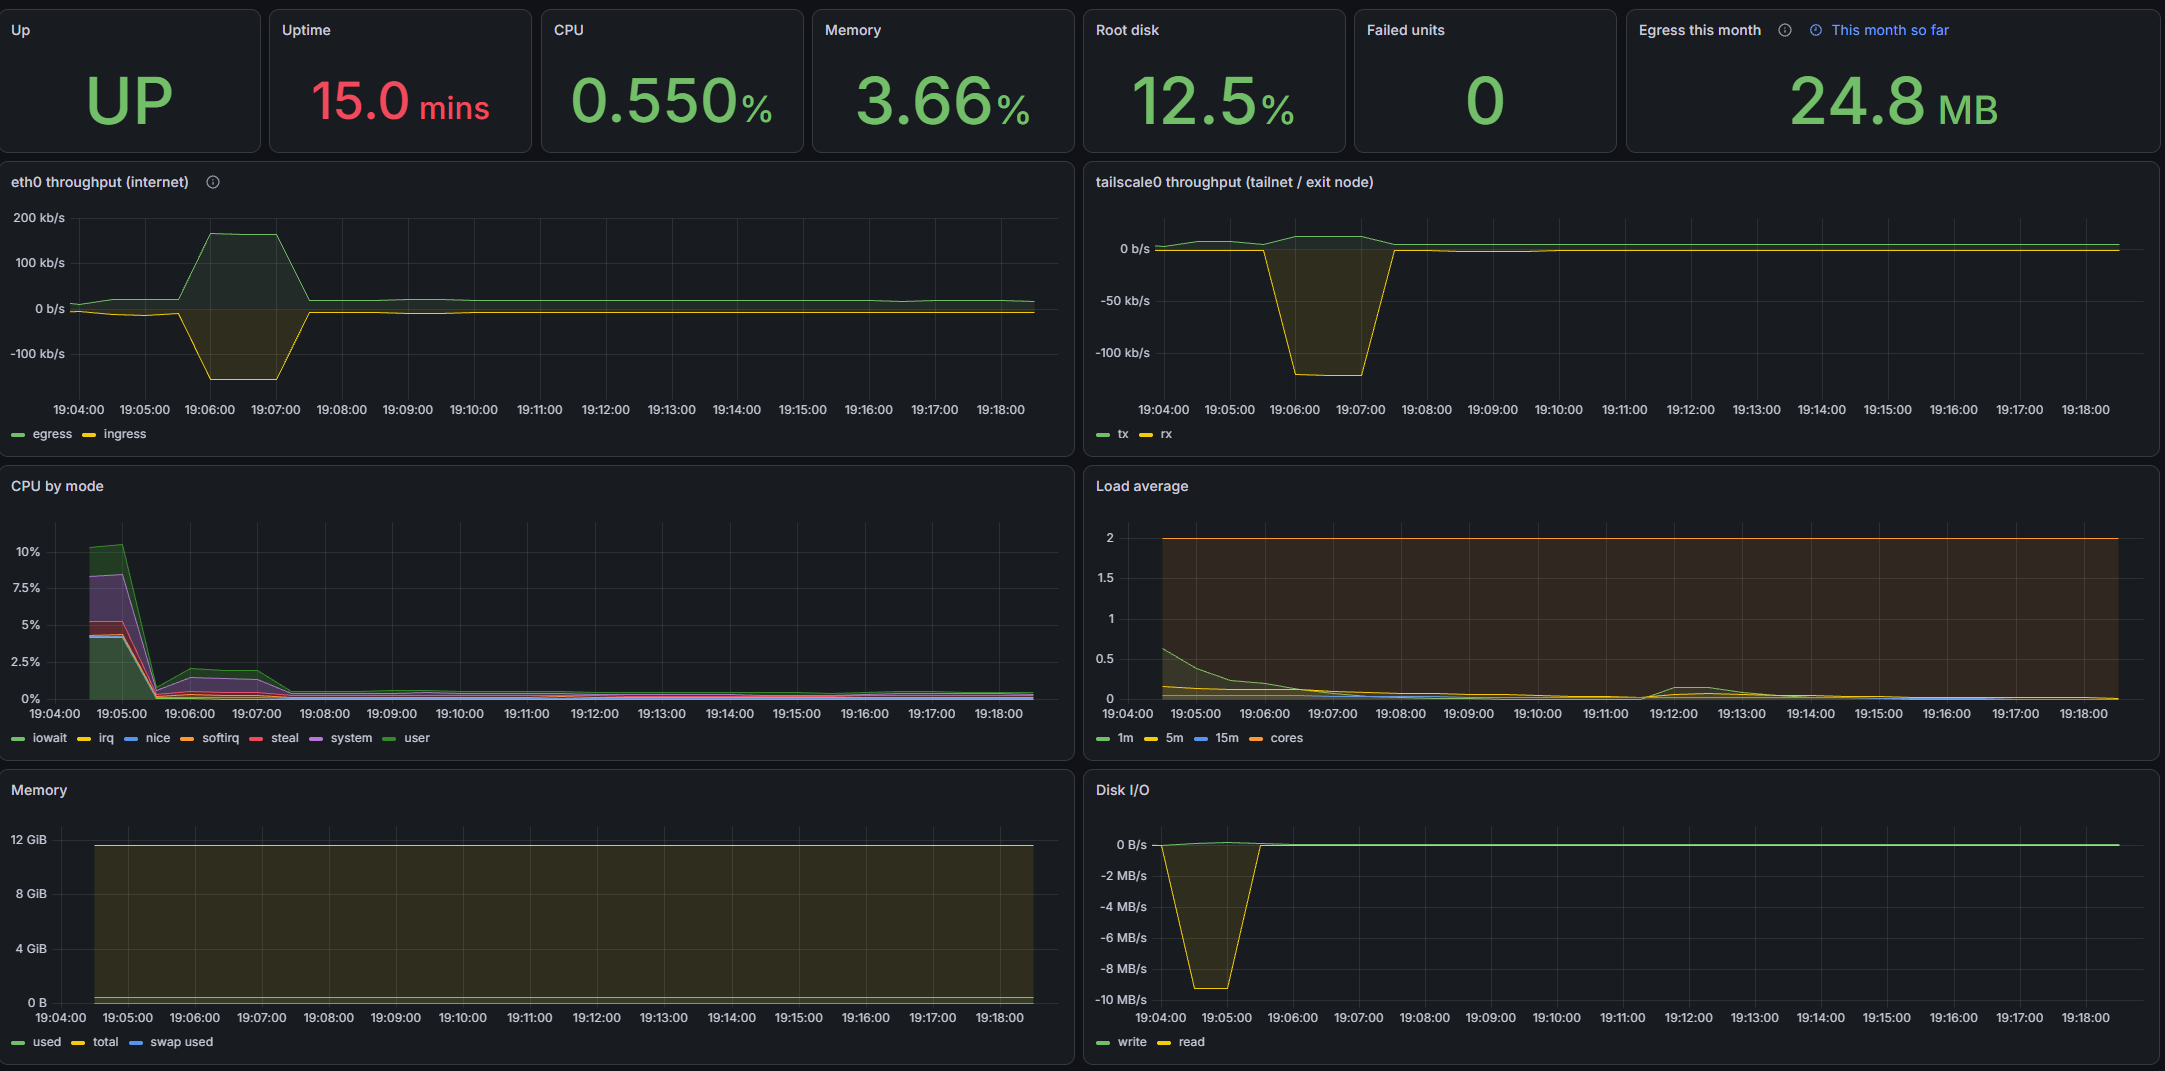 Up
UP
Uptime
15.0 mins
CPU
0.550%
Memory
3.66%
Root disk
12.5%
Failed units
0
Egress this month This month so far
24.8 MB
eth0 throughput (internet)
200 kb/s
100 kb/s
0 b/s
-100 kb/s
19:04:00 19:05:00 19:06:00 19:07:00 19:08:00 19:09:00 19:10:00 19:11:00 19:12:00 19:13:00 19:14:00 19:15:00 19:16:00 19:17:00 19:18:00
egress ingress
tailscale0 throughput (tailnet / exit node)
0 b/s
-50 kb/s
-100 kb/s
19:04:00 19:05:00 19:06:00 19:07:00 19:08:00 19:09:00 19:10:00 19:11:00 19:12:00 19:13:00 19:14:00 19:15:00 19:16:00 19:17:00 19:18:00
tx rx
CPU by mode
10%
7.5%
5%
2.5%
0%
19:04:00 19:05:00 19:06:00 19:07:00 19:08:00 19:09:00 19:10:00 19:11:00 19:12:00 19:13:00 19:14:00 19:15:00 19:16:00 19:17:00 19:18:00
iowait irq nice softirq steal system user
Load average
2
1.5
1
0.5
0
19:04:00 19:05:00 19:06:00 19:07:00 19:08:00 19:09:00 19:10:00 19:11:00 19:12:00 19:13:00 19:14:00 19:15:00 19:16:00 19:17:00 19:18:00
1m 5m 15m cores
Memory
12 GiB
8 GiB
4 GiB
0 B
19:04:00 19:05:00 19:06:00 19:07:00 19:08:00 19:09:00 19:10:00 19:11:00 19:12:00 19:13:00 19:14:00 19:15:00 19:16:00 19:17:00 19:18:00
used total swap used
Disk I/O
0 B/s
-2 MB/s
-4 MB/s
-6 MB/s
-8 MB/s
-10 MB/s
19:04:00 19:05:00 19:06:00 19:07:00 19:08:00 19:09:00 19:10:00 19:11:00 19:12:00 19:13:00 19:14:00 19:15:00 19:16:00 19:17:00 19:18:00
write read